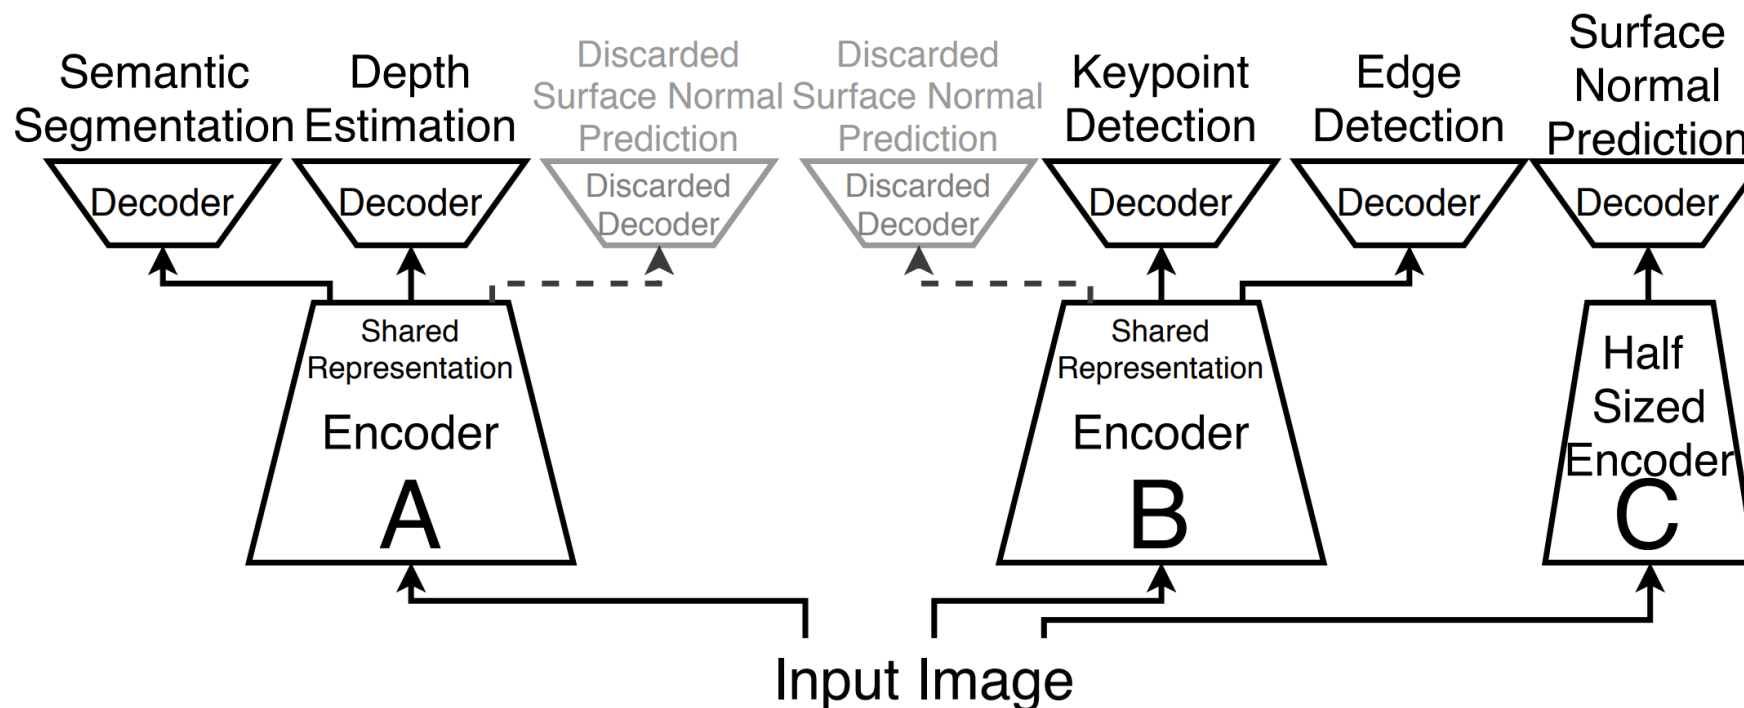 Semantic
Segmentation
Depth
Estimation
Discarded
Surface Normal
Prediction
Discarded
Surface Normal
Prediction
Keypoint
Detection
Edge
Detection
Surface
Normal
Prediction
Decoder
Decoder
Discarded
Decoder
Discarded
Decoder
Decoder
Decoder
Decoder
Shared
Representation
Encoder
A
Shared
Representation
Encoder
B
Half
Sized
Encoder
C
Input Image